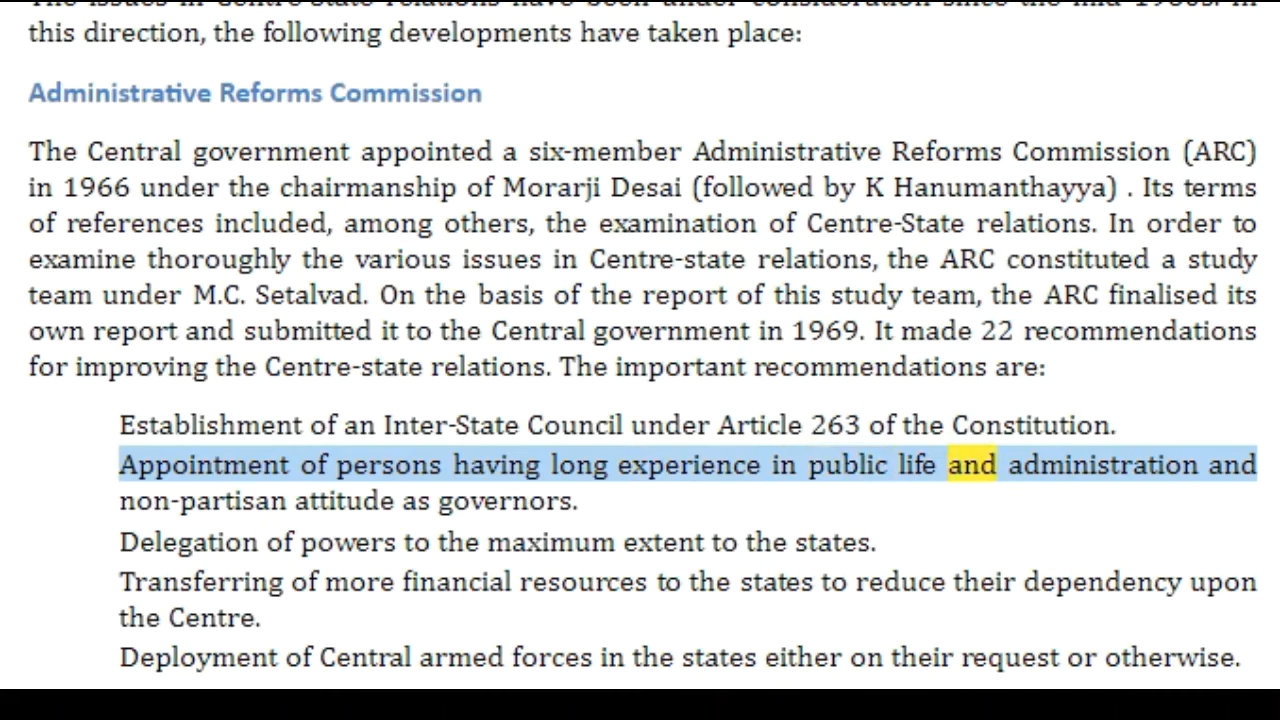 this direction, the following developments have taken place:
Administrative Reforms Commission
The Central government appointed a six-member Administrative Reforms Commission (ARC)
in 1966 under the chairmanship of Morarji Desai (followed by K Hanumanthayya) . Its terms
of references included, among others, the examination of Centre-State relations. In order to
examine thoroughly the various issues in Centre-state relations, the ARC constituted a study
team under M.C. Setalvad. On the basis of the report of this study team, the ARC finalised its
own report and submitted it to the Central government in 1969. It made 22 recommendations
for improving the Centre-state relations. The important recommendations are:
Establishment of an Inter-State Council under Article 263 of the Constitution.
Appointment of persons having long experience in public life and administration and
non-partisan attitude as governors.
Delegation of powers to the maximum extent to the states.
Transferring of more financial resources to the states to reduce their dependency upon
the Centre.
Deployment of Central armed forces in the states either on their request or otherwise.